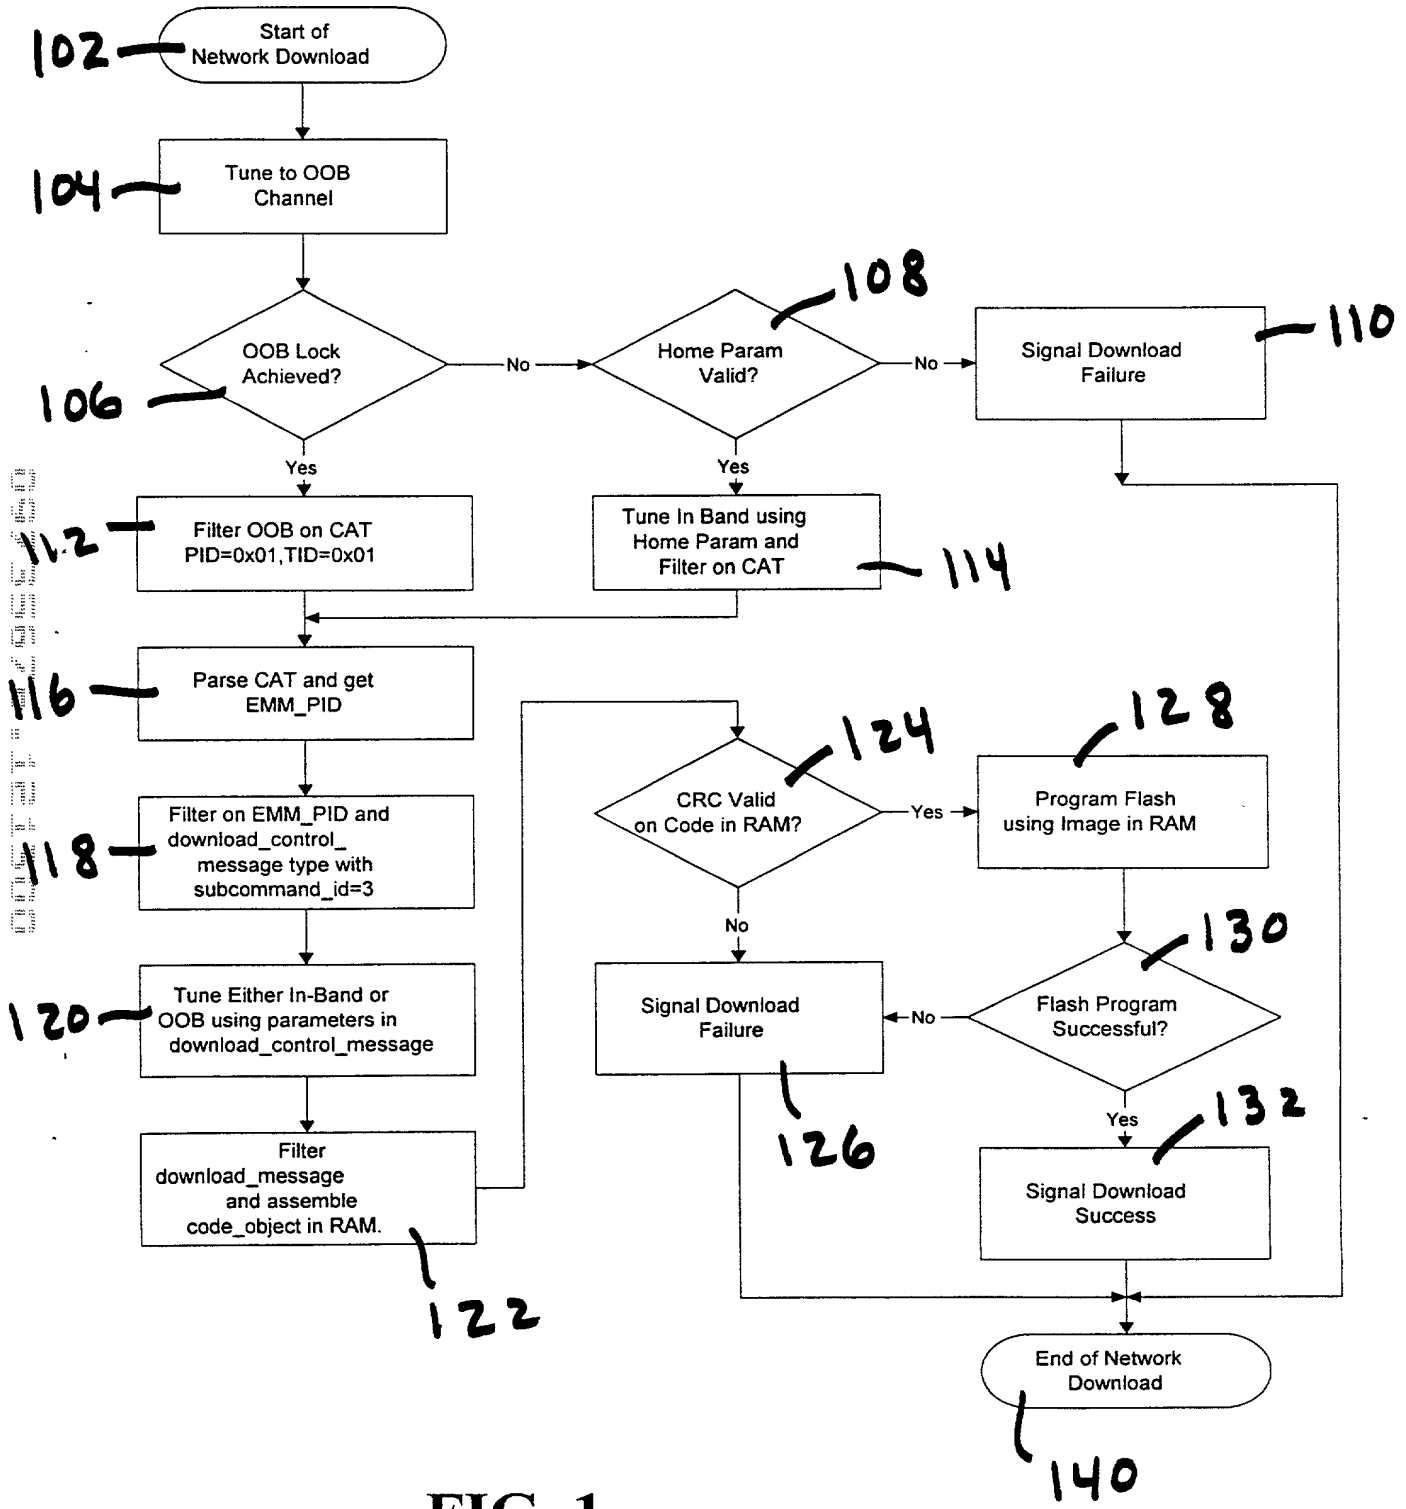 102
Start of
Network Download
104
Tune to OOB
Channel
106
OOB Lock
Achieved?
No
108
Home Param
Valid?
No
110
Signal Download
Failure
Yes
Yes
112
Filter OOB on CAT
PID=0x01,TID=0x01
Tune In Band using
Home Param and
Filter on CAT
114
116
Parse CAT and get
EMM_PID
118
Filter on EMM_PID and
download_control_
message type with
subcommand_id=3
120
Tune Either In-Band or
OOB using parameters in
download_control_message
Filter
download_message
and assemble
code_object in RAM.
122
124
CRC Valid
on Code in RAM?
Yes
128
Program Flash
using Image in RAM
No
130
Flash Program
Successful?
No
Signal Download
Failure
126
Yes
132
Signal Download
Success
End of Network
Download
140
FIG. 1